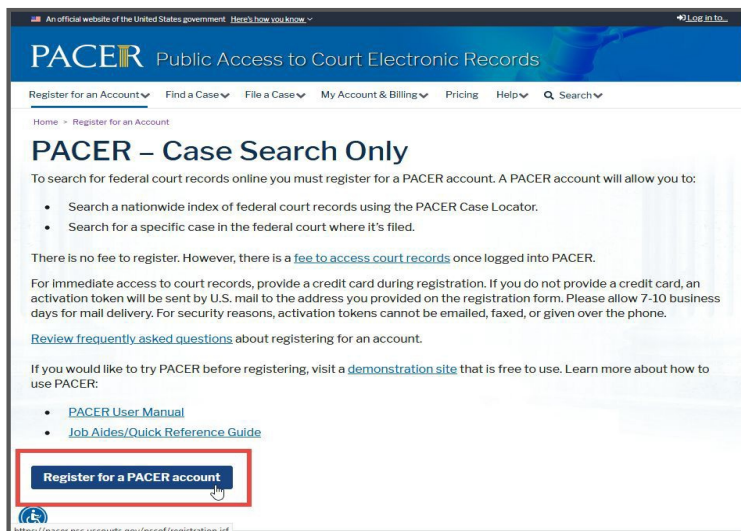 An official website of the United States government Here's how you know
Log in to...
PACER Public Access to Court Electronic Records
Register for an Account Find a Case File a Case My Account & Billing Pricing Help Search
Home > Register for an Account
PACER – Case Search Only
To search for federal court records online you must register for a PACER account. A PACER account will allow you to:
• Search a nationwide index of federal court records using the PACER Case Locator.
• Search for a specific case in the federal court where it's filed.
There is no fee to register. However, there is a fee to access court records once logged into PACER.
For immediate access to court records, provide a credit card during registration. If you do not provide a credit card, an
activation token will be sent by U.S. mail to the address you provided on the registration form. Please allow 7-10 business
days for mail delivery. For security reasons, activation tokens cannot be emailed, faxed, or given over the phone.
Review frequently asked questions about registering for an account.
If you would like to try PACER before registering, visit a demonstration site that is free to use. Learn more about how to
use PACER:
• PACER User Manual
• Job Aides/Quick Reference Guide
Register for a PACER account
https://pacer.psc.uscourts.gov/pscof/registration.jsf